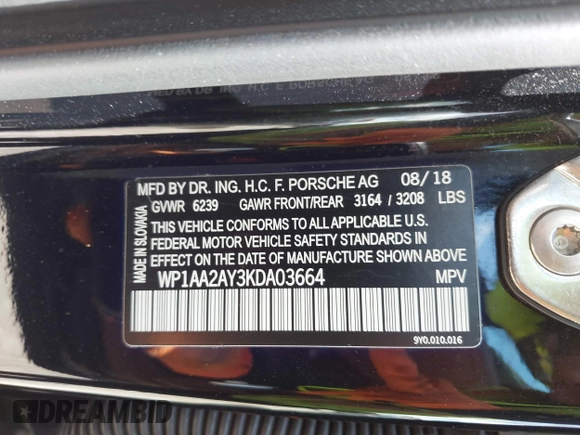 MFD BY DR. ING. H.C. F. PORSCHE AG 08/18
GVWR 6239 GAWR FRONT/REAR 3164 / 3208 LBS
THIS VEHICLE CONFORMS TO ALL APPLICABLE U.S.
FEDERAL MOTOR VEHICLE SAFETY STANDARDS IN
EFFECT ON THE DATE OF MANUFACTURE SHOWN ABOVE
WP1AA2AY3KDA03664 MPV
9Y0.010.016
MADE IN SLOVAKIA
DREAMBID